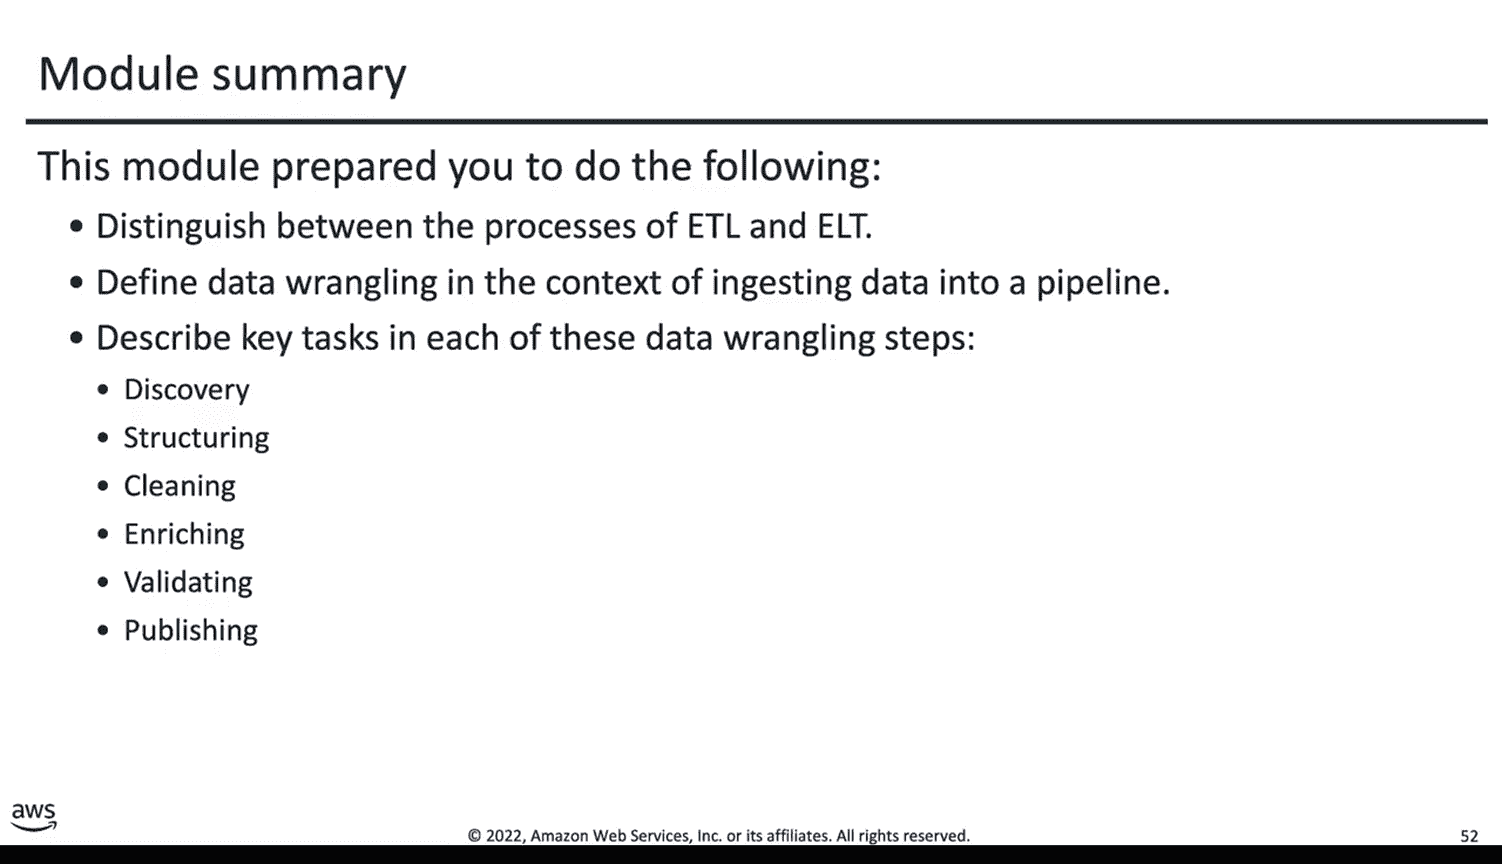 Module summary
This module prepared you to do the following:
• Distinguish between the processes of ETL and ELT.
• Define data wrangling in the context of ingesting data into a pipeline.
• Describe key tasks in each of these data wrangling steps:
• Discovery
• Structuring
• Cleaning
• Enriching
• Validating
• Publishing
aws
© 2022, Amazon Web Services, Inc. or its affiliates. All rights reserved.
52